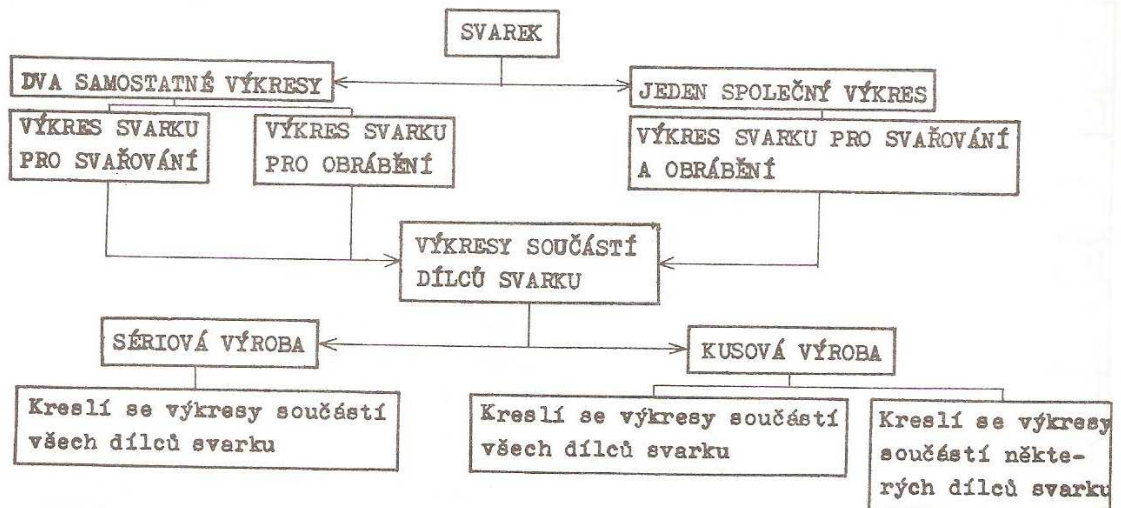 SVAREK
DVA SAMOSTATNÉ VÝKRESY
JEDEN SPOLEČNÝ VÝKRES
VÝKRES SVARKU
PRO SVAŘOVÁNÍ
VÝKRES SVARKU
PRO OBRÁBĚNÍ
VÝKRES SVARKU PRO SVAŘOVÁNÍ
A OBRÁBĚNÍ
VÝKRESY SOUČÁSTÍ
DÍLCŮ SVARKU
SÉRIOVÁ VÝROBA
KUSOVÁ VÝROBA
Kreslí se výkresy součástí
všech dílců svarku
Kreslí se výkresy součástí
všech dílců svarku
Kreslí se výkresy
součástí někte-
rých dílců svarku